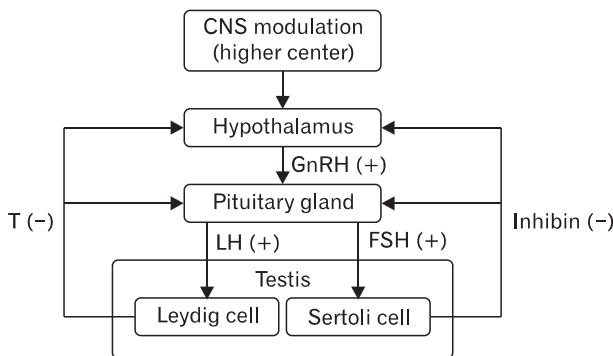 CNS modulation
(higher center)
Hypothalamus
GnRH (+)
Pituitary gland
T (−)
Inhibin (−)
LH (+)
FSH (+)
Testis
Leydig cell
Sertoli cell